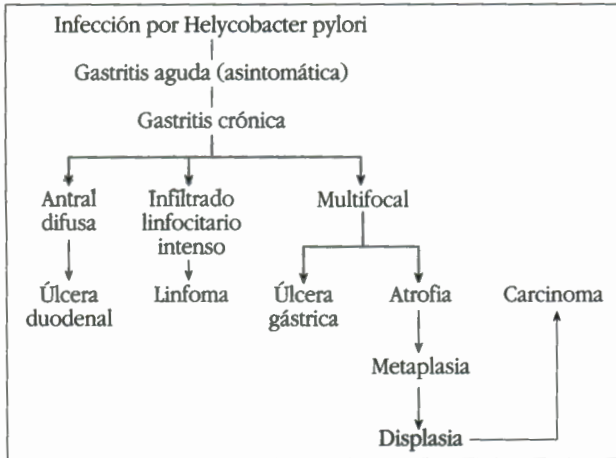 Infección por Helycobacter pylori
Gastritis aguda (asintomática)
Gastritis crónica
Antral
difusa
Infiltrado
linfocitario
intenso
Multifocal
Úlcera
duodenal
Linfoma
Úlcera
gástrica
Atrofia
Carcinoma
Metaplasia
Displasia